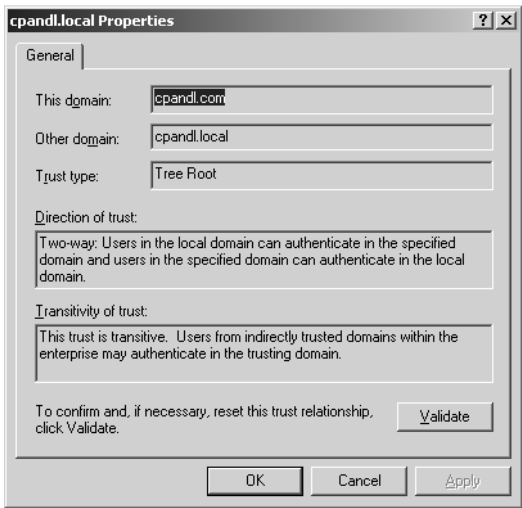 cpandl.local Properties
General
This domain: cpandl.com
Other domain: cpandl.local
Trust type: Tree Root
Direction of trust:
Two-way: Users in the local domain can authenticate in the specified
domain and users in the specified domain can authenticate in the local
domain.
Transitivity of trust:
This trust is transitive.  Users from indirectly trusted domains within the
enterprise may authenticate in the trusting domain.
To confirm and, if necessary, reset this trust relationship,
click Validate.
Validate
OK Cancel Apply